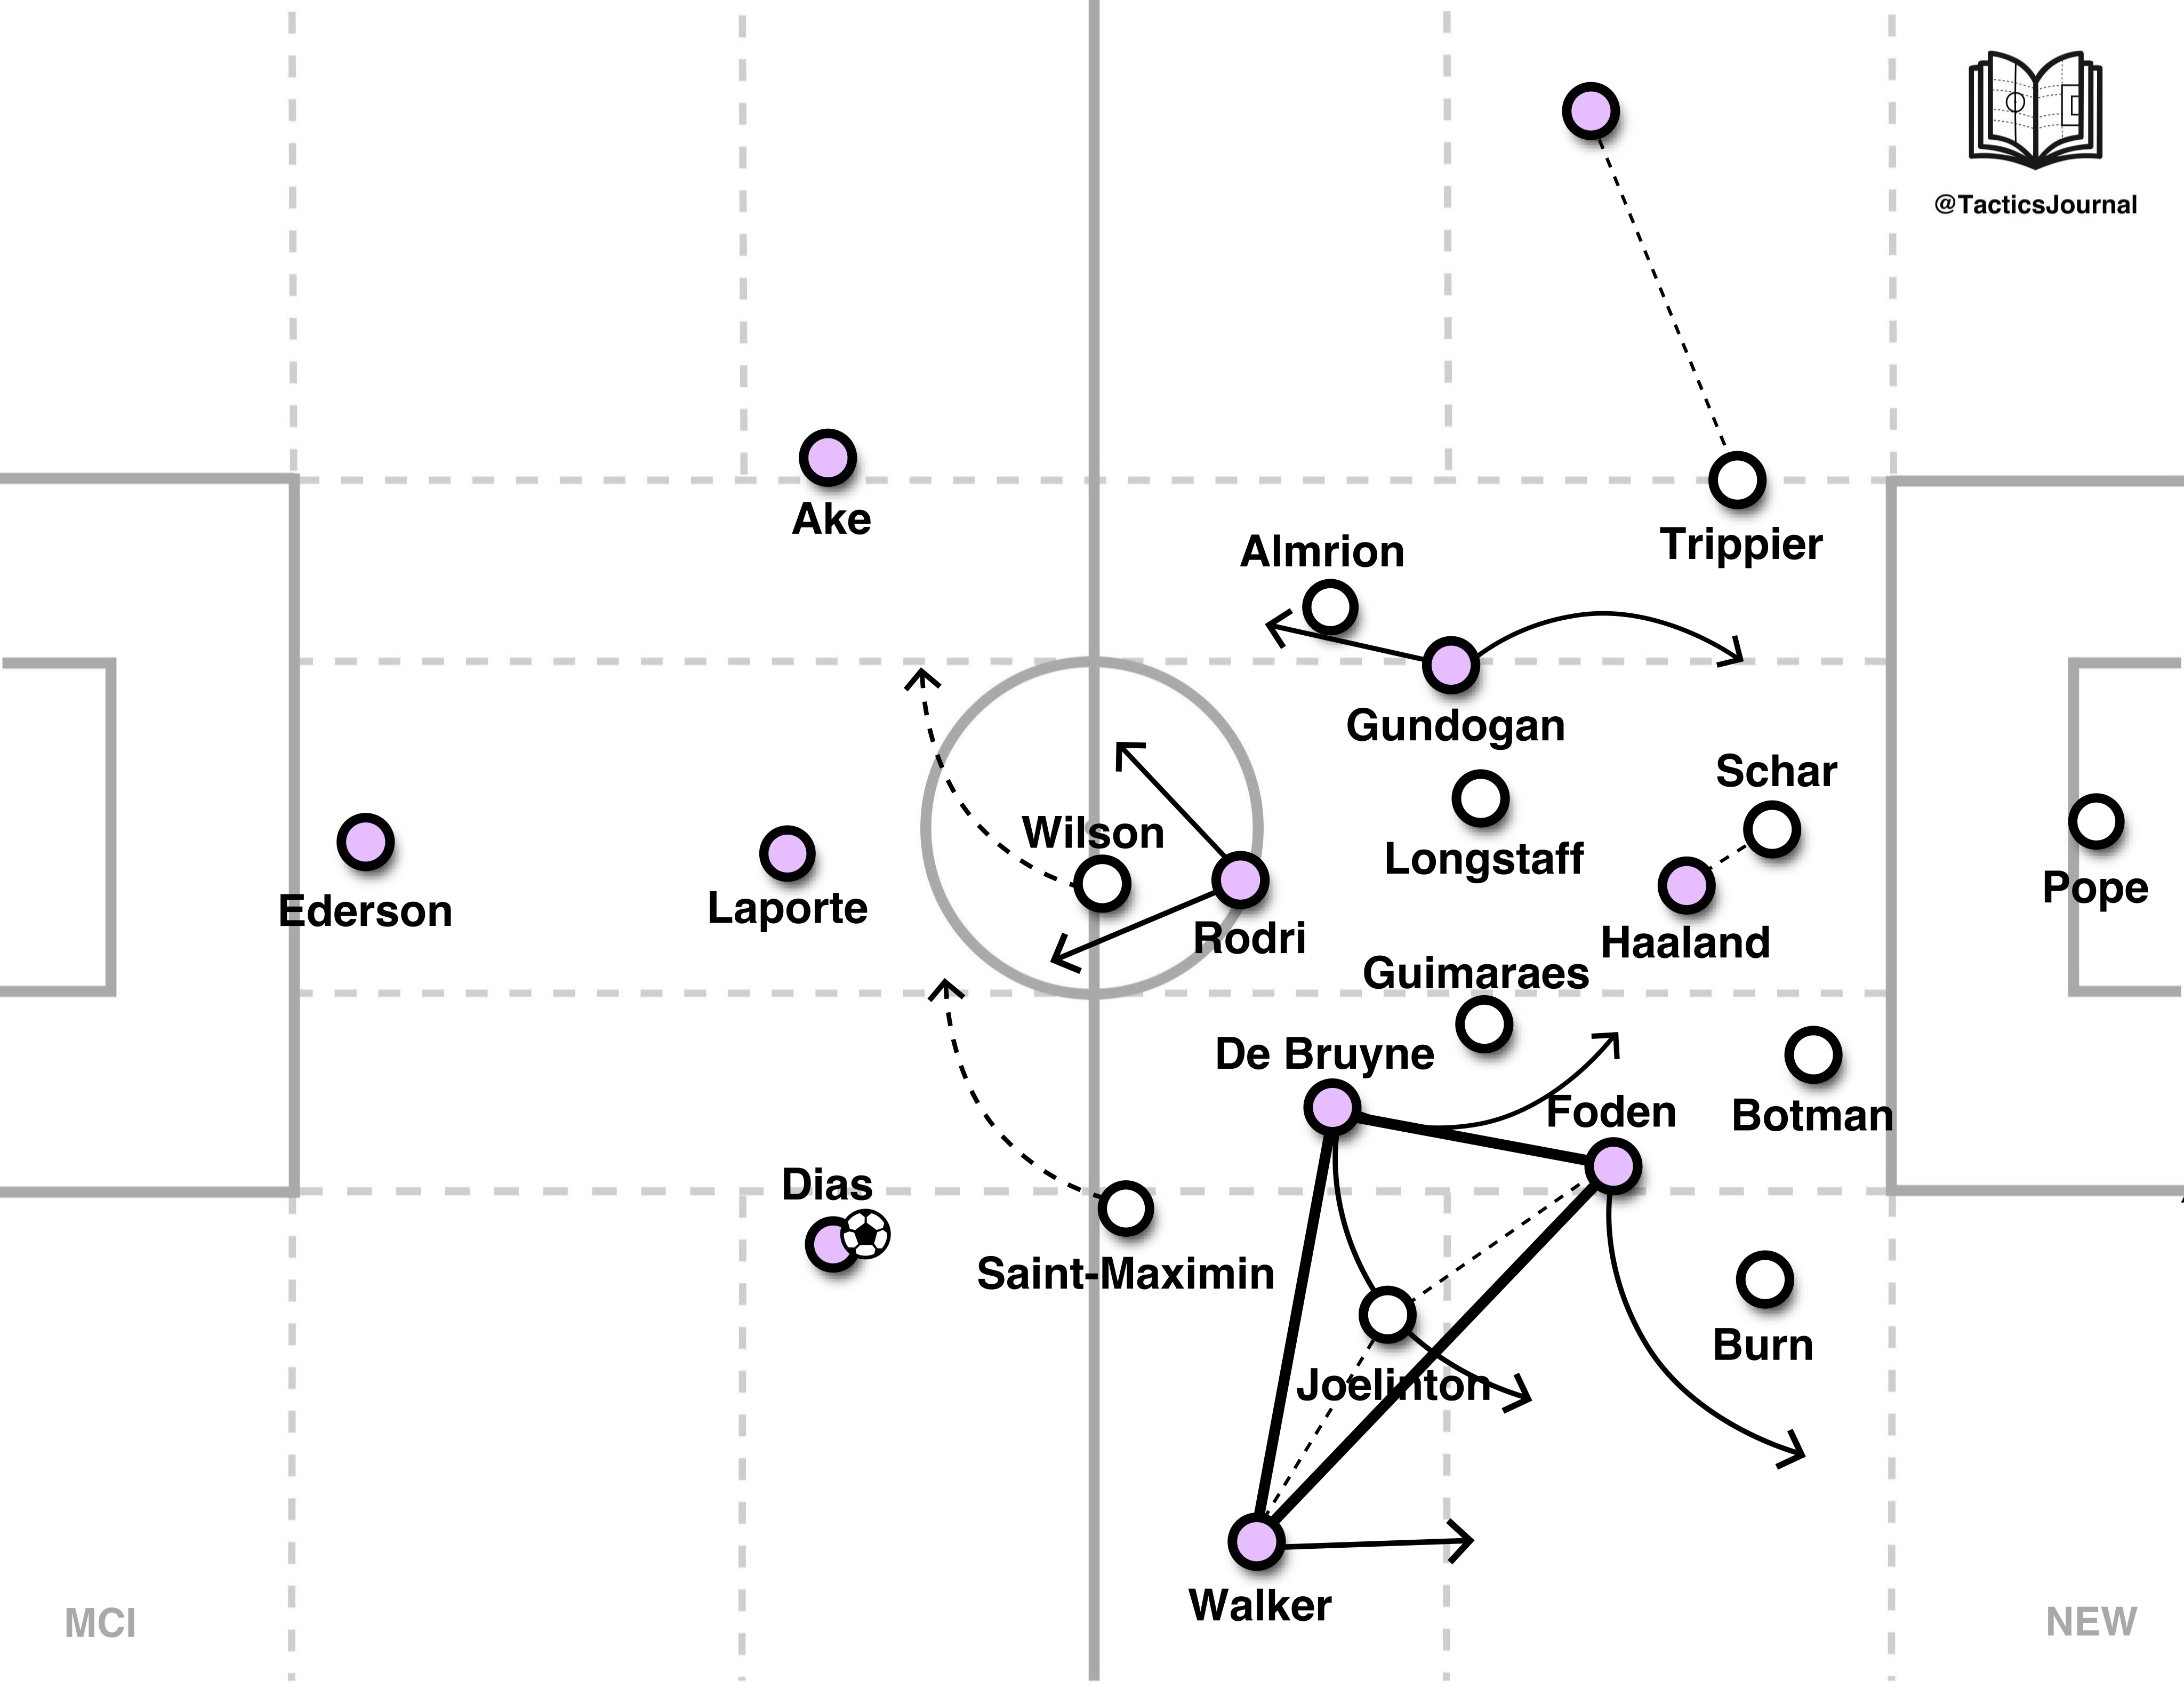 @TacticsJournal
Ake
Trippier
Almrion
Gundogan
Schar
Wilson
Longstaff
Pope
Ederson
Laporte
Rodri
Haaland
Guimaraes
De Bruyne
Foden
Botman
Dias
Saint-Maximin
Burn
Joelinton
Walker
MCI
NEW